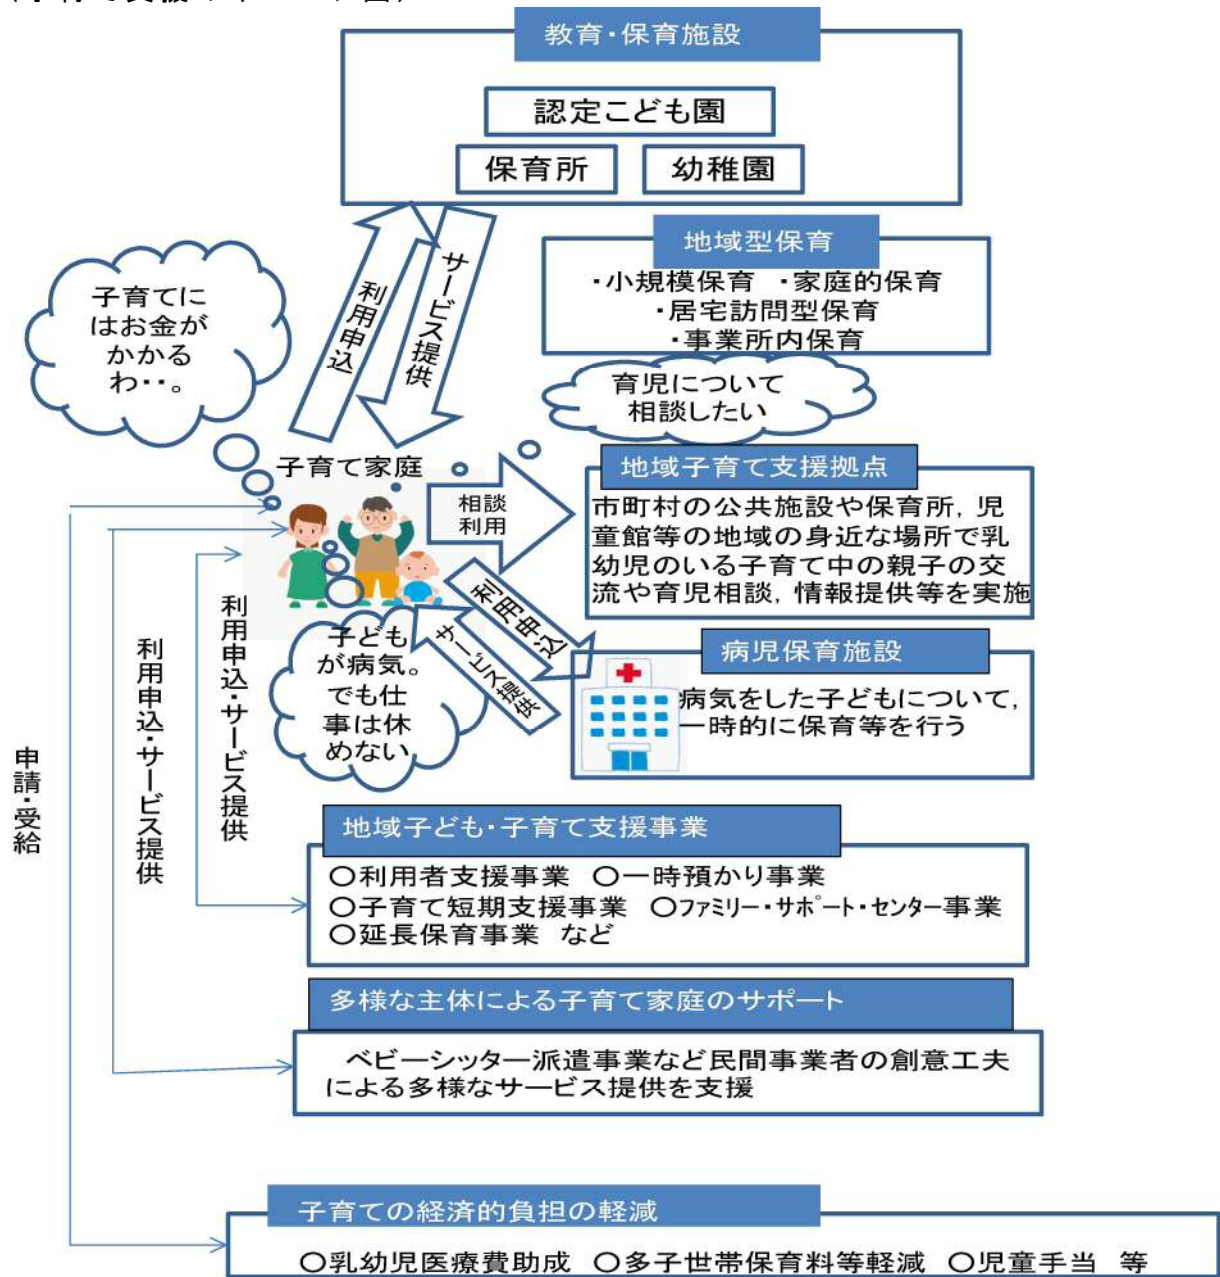 教育・保育施設
認定こども園
保育所
幼稚園
地域型保育
・小規模保育 ・家庭的保育
・居宅訪問型保育
・事業所内保育
利用申込
サービス提供
子育てに
はお金が
かかる
わ・・。
育児について
相談したい
子育て家庭
相談
利用
地域子育て支援拠点
市町村の公共施設や保育所，児
童館等の地域の身近な場所で乳
幼児のいる子育て中の親子の交
流や育児相談，情報提供等を実施
利用申込
サービス提供
子ども
が病気。
でも仕
事は休
めない
病児保育施設
病気をした子どもについて，
一時的に保育等を行う
利用申込・サービス提供
利用申込・サービス提供
申請・受給
地域子ども・子育て支援事業
○利用者支援事業 ○一時預かり事業
○子育て短期支援事業 ○ファミリー・サポート・センター事業
○延長保育事業 など
多様な主体による子育て家庭のサポート
ベビーシッター派遣事業など民間事業者の創意工夫
による多様なサービス提供を支援
子育ての経済的負担の軽減
○乳幼児医療費助成 ○多子世帯保育料等軽減 ○児童手当 等